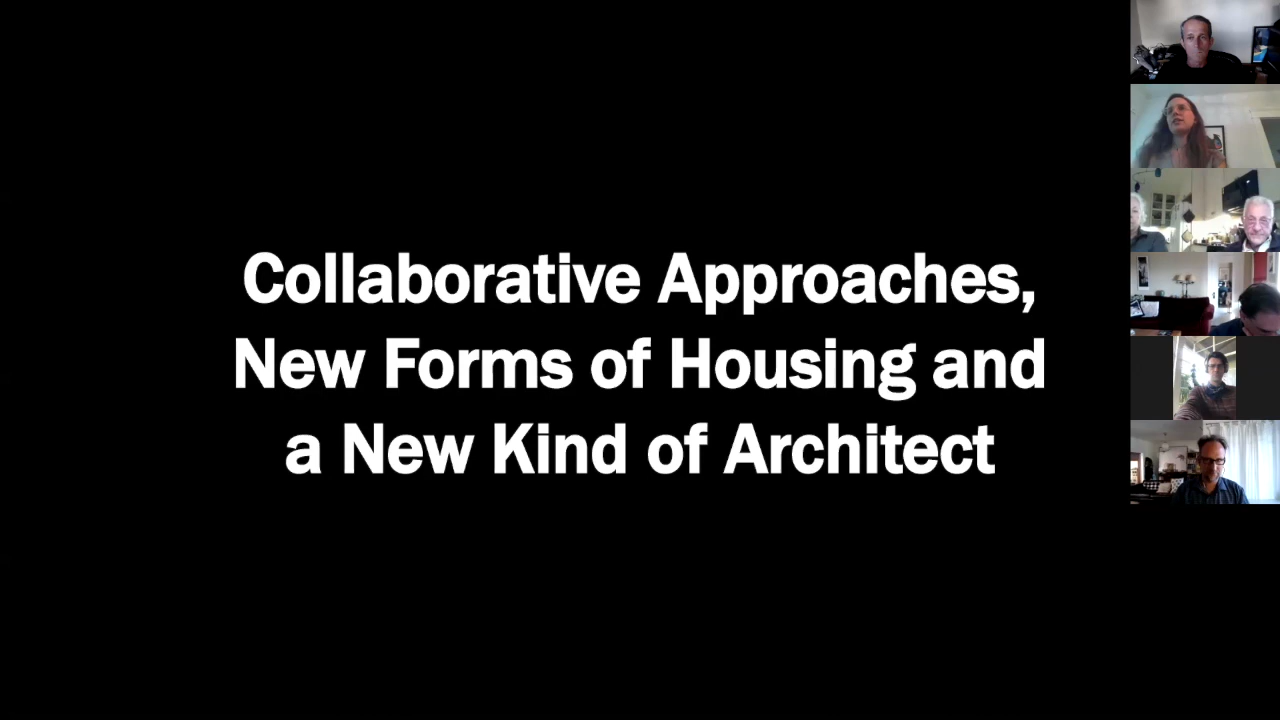 Collaborative Approaches,
New Forms of Housing and
a New Kind of Architect